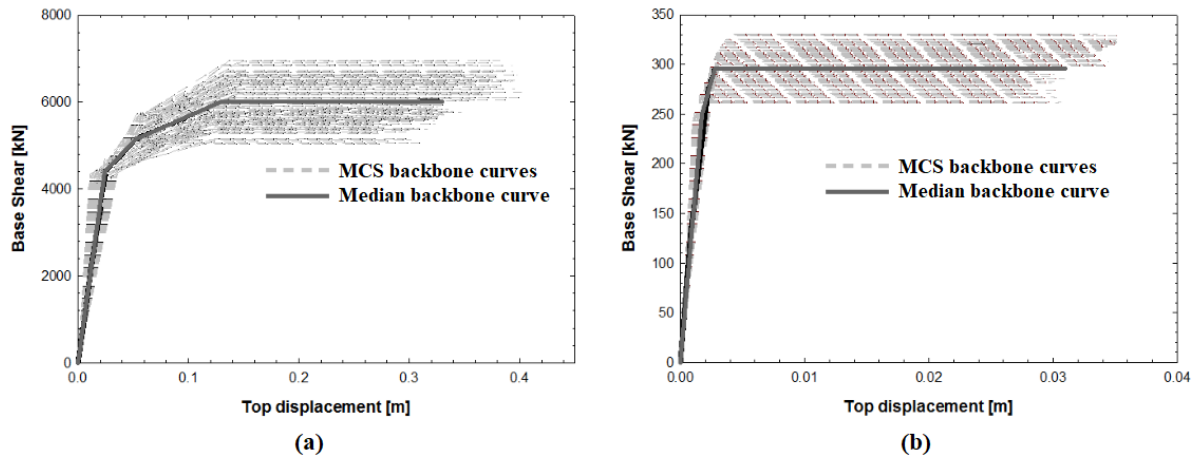 8000
6000
4000
2000
0
Base Shear [kN]
MCS backbone curves
Median backbone curve
0.0 0.1 0.2 0.3 0.4
Top displacement [m]
(a)
350
300
250
200
150
100
50
0
Base Shear [kN]
MCS backbone curves
Median backbone curve
0.00 0.01 0.02 0.03 0.04
Top displacement [m]
(b)